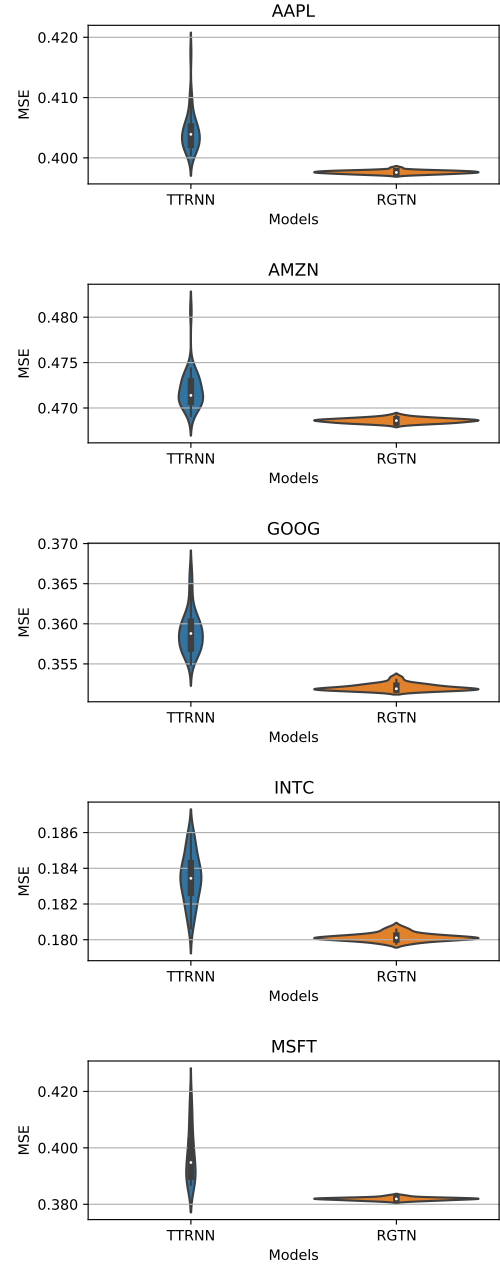 AAPL
0.420
0.410
0.400
MSE
TTRNN RGTN
Models
AMZN
0.480
0.475
0.470
MSE
TTRNN RGTN
Models
GOOG
0.370
0.365
0.360
0.355
MSE
TTRNN RGTN
Models
INTC
0.186
0.184
0.182
0.180
MSE
TTRNN RGTN
Models
MSFT
0.420
0.400
0.380
MSE
TTRNN RGTN
Models